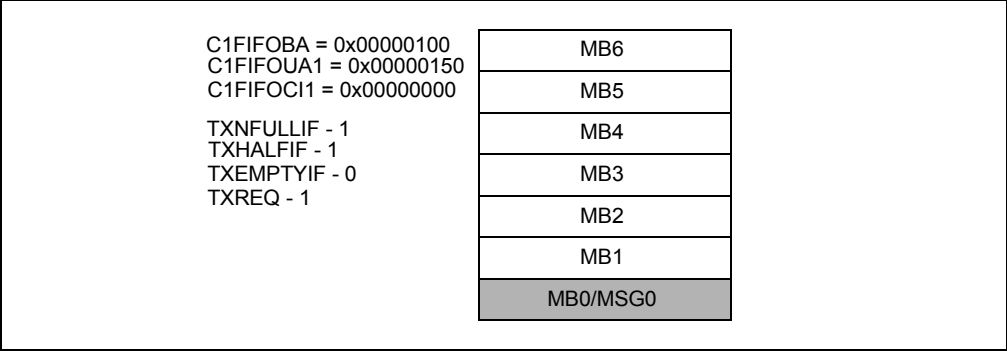 C1FIFOBA = 0x00000100
C1FIFOUA1 = 0x00000150
C1FIFOCI1 = 0x00000000
TXNFULLIF - 1
TXHALFIF - 1
TXEMPTYIF - 0
TXREQ - 1
MB6
MB5
MB4
MB3
MB2
MB1
MB0/MSG0